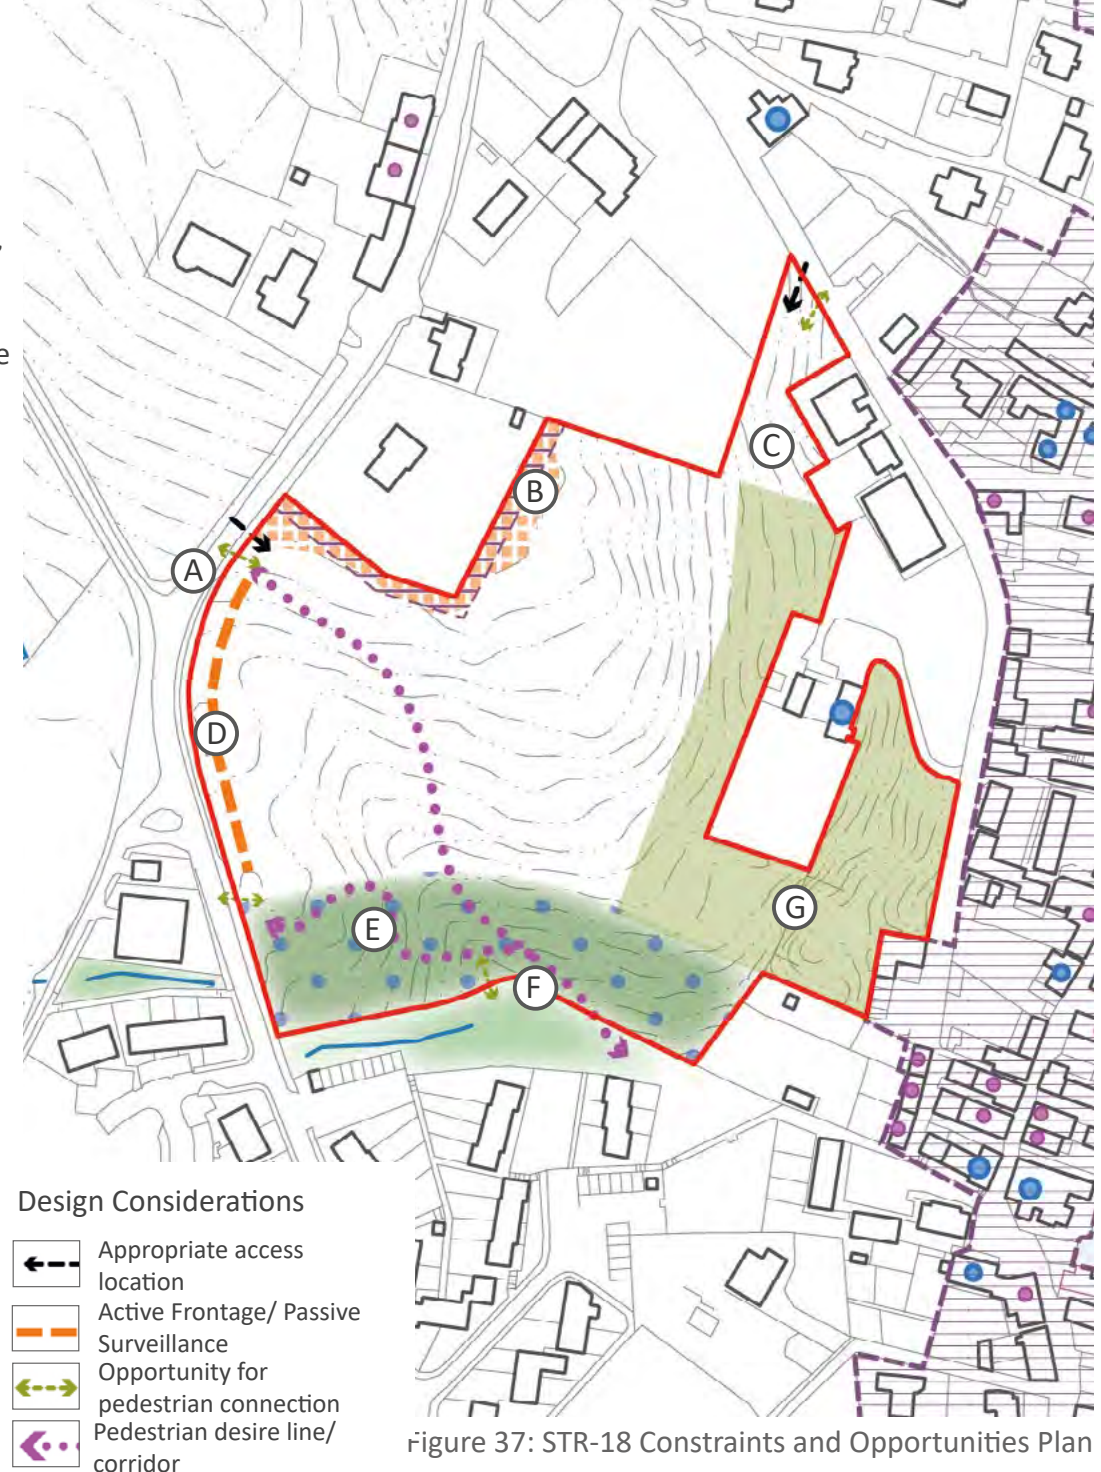 ,
e
C
B
A
D
G
E
F
Design Considerations
Appropriate access
location
Active Frontage/ Passive
Surveillance
Opportunity for
pedestrian connection
Pedestrian desire line/
corridor
Figure 37: STR-18 Constraints and Opportunities Plan